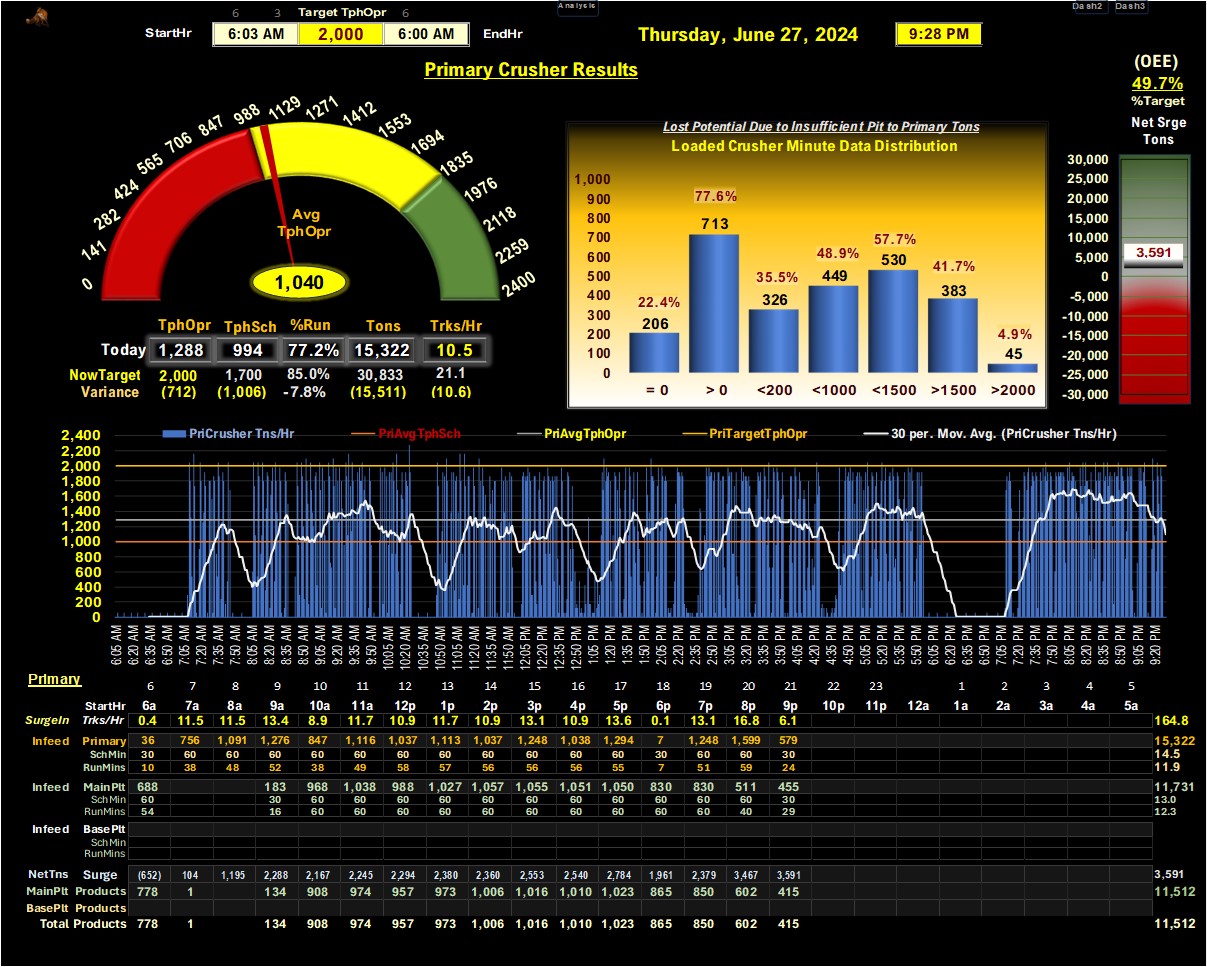 Analysis
Dash2 Dash3
6 3 Target TphOpr 6
StartHr 6:03 AM 2,000 6:00 AM EndHr
Thursday, June 27, 2024 9:28 PM
Primary Crusher Results
(OEE)
49.7%
%Target
Net Srge
Tons
0 141 282 424 565 706 847 988 1129 1271 1412 1553 1694 1835 1976 2118 2259 2400
Avg
TphOpr
1,040
TphOpr TphSch %Run Tons Trks/Hr
Today 1,288 994 77.2% 15,322 10.5
NowTarget 2,000 1,700 85.0% 30,833 21.1
Variance (712) (1,006) -7.8% (15,511) (10.6)
Lost Potential Due to Insufficient Pit to Primary Tons
Loaded Crusher Minute Data Distribution
1,000
900
800
700
600
500
400
300
200
100
0
22.4% 77.6% 35.5% 48.9% 57.7% 41.7% 4.9%
206 713 326 449 530 383 45
= 0 > 0 <200 <1000 <1500 >1500 >2000
30,000
25,000
20,000
15,000
10,000
5,000
0
-5,000
-10,000
-15,000
-20,000
-25,000
-30,000
3,591
PriCrusher Tns/Hr PriAvgTphSch PriAvgTphOpr PriTargetTphOpr 30 per. Mov. Avg. (PriCrusher Tns/Hr)
2,400
2,200
2,000
1,800
1,600
1,400
1,200
1,000
800
600
400
200
0
6:05 AM 6:20 AM 6:35 AM 6:50 AM 7:05 AM 7:20 AM 7:35 AM 7:50 AM 8:05 AM 8:20 AM 8:35 AM 8:50 AM 9:05 AM 9:20 AM 9:35 AM 9:50 AM 10:05 AM 10:20 AM 10:35 AM 10:50 AM 11:05 AM 11:20 AM 11:35 AM 11:50 AM 12:05 PM 12:20 PM 12:35 PM 12:50 PM 1:05 PM 1:20 PM 1:35 PM 1:50 PM 2:05 PM 2:20 PM 2:35 PM 2:50 PM 3:05 PM 3:20 PM 3:35 PM 3:50 PM 4:05 PM 4:20 PM 4:35 PM 4:50 PM 5:05 PM 5:20 PM 5:35 PM 5:50 PM 6:05 PM 6:20 PM 6:35 PM 6:50 PM 7:05 PM 7:20 PM 7:35 PM 7:50 PM 8:05 PM 8:20 PM 8:35 PM 8:50 PM 9:05 PM 9:20 PM
Primary
6 7 8 9 10 11 12 13 14 15 16 17 18 19 20 21 22 23 1 2 3 4 5
StartHr 6a 7a 8a 9a 10a 11a 12a 1p 2p 3p 4p 5p 6p 7p 8p 9p 10p 11p 12a 1a 2a 3a 4a 5a
SurgeIn Trks/Hr 0.4 11.5 11.5 13.4 8.9 11.7 10.9 11.7 10.9 13.1 10.9 13.6 0.1 13.1 16.8 6.1 164.8
Infeed Primary 36 756 1,091 1,276 847 1,116 1,037 1,113 1,037 1,248 1,038 1,294 7 1,248 1,599 579 15,322
SchMin 30 60 60 60 60 60 60 60 60 60 60 60 30 60 60 30 14.5
RunMins 10 38 48 52 38 49 58 57 56 56 56 55 7 51 59 24 11.9
Infeed MainPlt 688 183 968 1,038 988 1,027 1,057 1,055 1,051 1,050 830 830 511 455 11,731
SchMin 60 30 60 60 60 60 60 60 60 60 60 60 60 30 13.0
RunMins 54 16 60 60 60 60 60 60 60 60 60 60 40 29 12.3
Infeed BasePlt
SchMin
RunMins
NetTns Surge (652) 104 1,195 2,288 2,167 2,245 2,294 2,380 2,360 2,553 2,540 2,784 1,961 2,379 3,467 3,591 3,591
MainPlt Products 778 1 134 908 974 957 973 1,006 1,016 1,010 1,023 865 850 602 415 11,512
BasePlt Products
Total Products 778 1 134 908 974 957 973 1,006 1,016 1,010 1,023 865 850 602 415 11,512